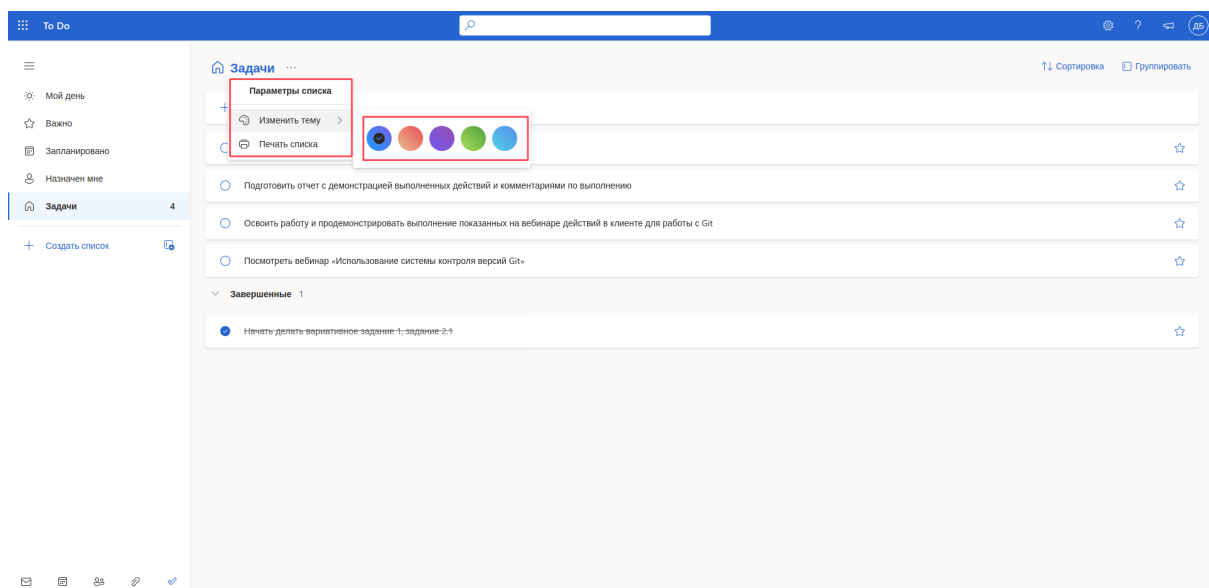 To Do
ДБ
Задачи
Сортировка
Группировать
Параметры списка
Мой день
Изменить тему
Важно
Печать списка
Запланировано
Назначен мне
Подготовить отчет с демонстрацией выполненных действий и комментариями по выполнению
Задачи 4
Освоить работу и продемонстрировать выполнение показанных на вебинаре действий в клиенте для работы с Git
Создать список
Посмотреть вебинар «Использование системы контроля версий Git»
Завершенные 1
Начать делать вариативное задание 1, задание 2.1